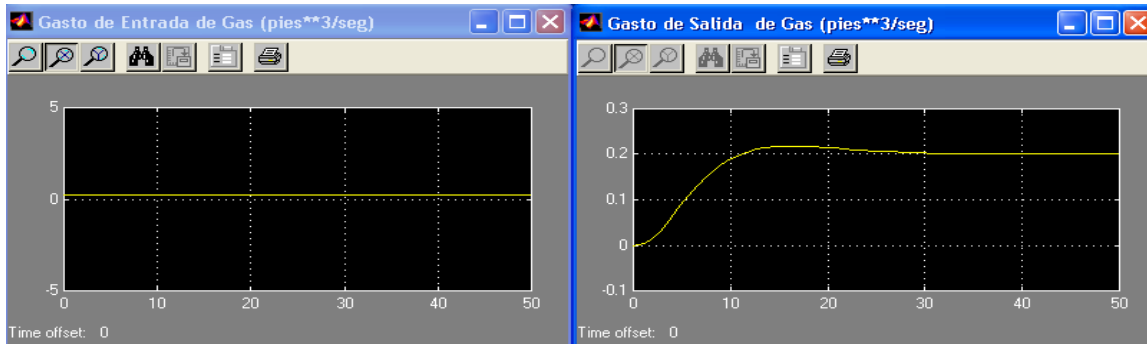 Gasto de Entrada de Gas (pies**3/seg)
5
0
-5
0 10 20 30 40 50
Time offset: 0
Gasto de Salida  de Gas (pies**3/seg)
0.3
0.2
0.1
0
-0.1
0 10 20 30 40 50
Time offset: 0